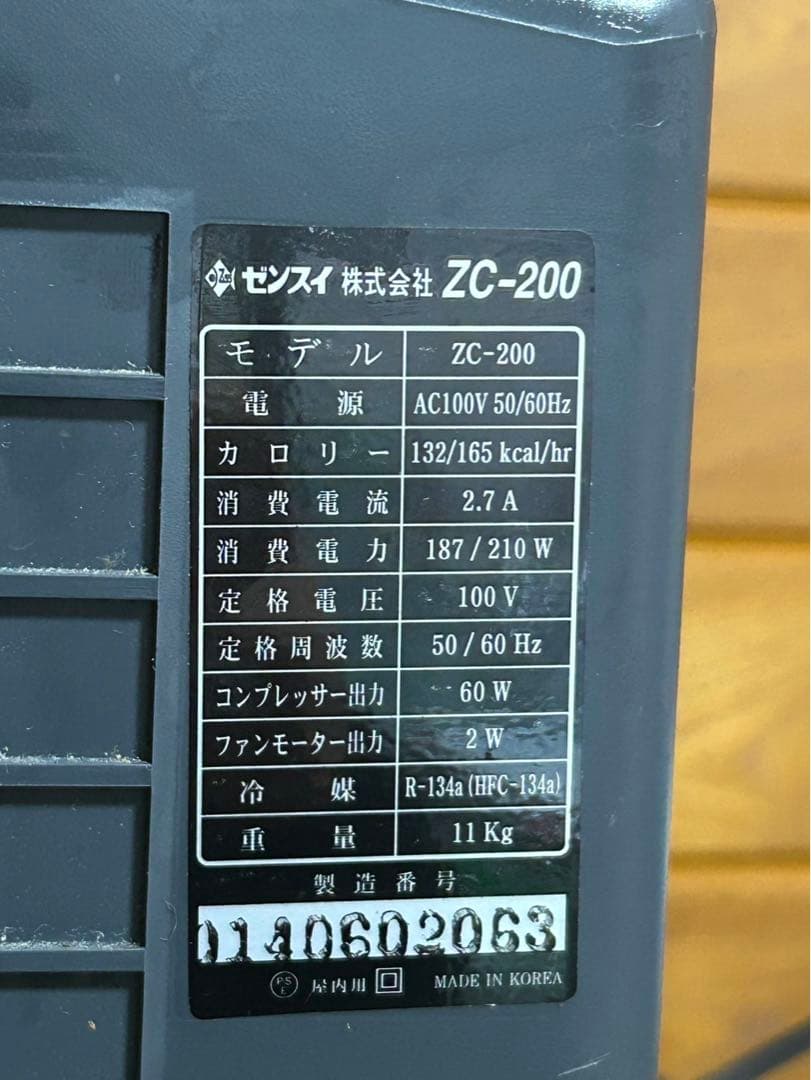 ゼンスイ 株式会社 ZC-200
モデル ZC-200
電源 AC100V 50/60Hz
カロリー 132/165 kcal/hr
消費電流 2.7 A
消費電力 187/210 W
定格電圧 100 V
定格周波数 50/60 Hz
コンプレッサー出力 60 W
ファンモーター出力 2 W
冷媒 R-134a (HFC-134a)
重量 11 Kg
製造番号
01140602063
PSE 屋内用 MADE IN KOREA